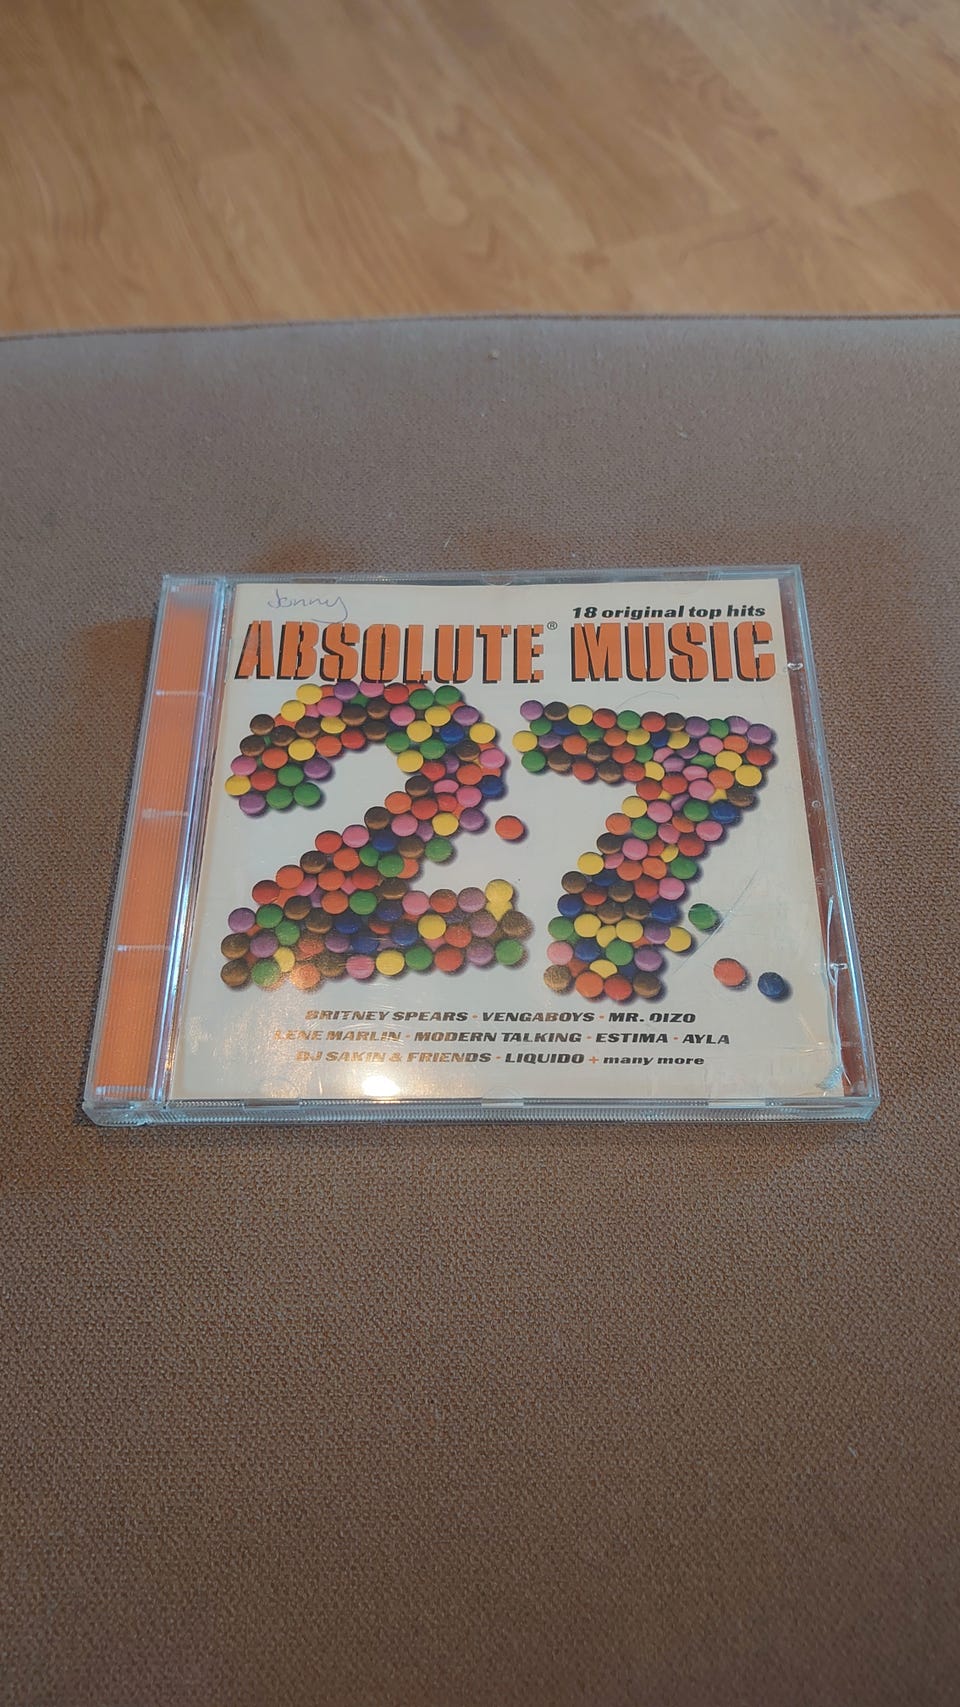 Jonny
18 original top hits
ABSOLUTE® MUSIC
27
BRITNEY SPEARS · VENGABOYS · MR. OIZO
LENE MARLIN · MODERN TALKING · ESTIMA · AYLA
DJ SAKIN & FRIENDS · LIQUIDO + many more